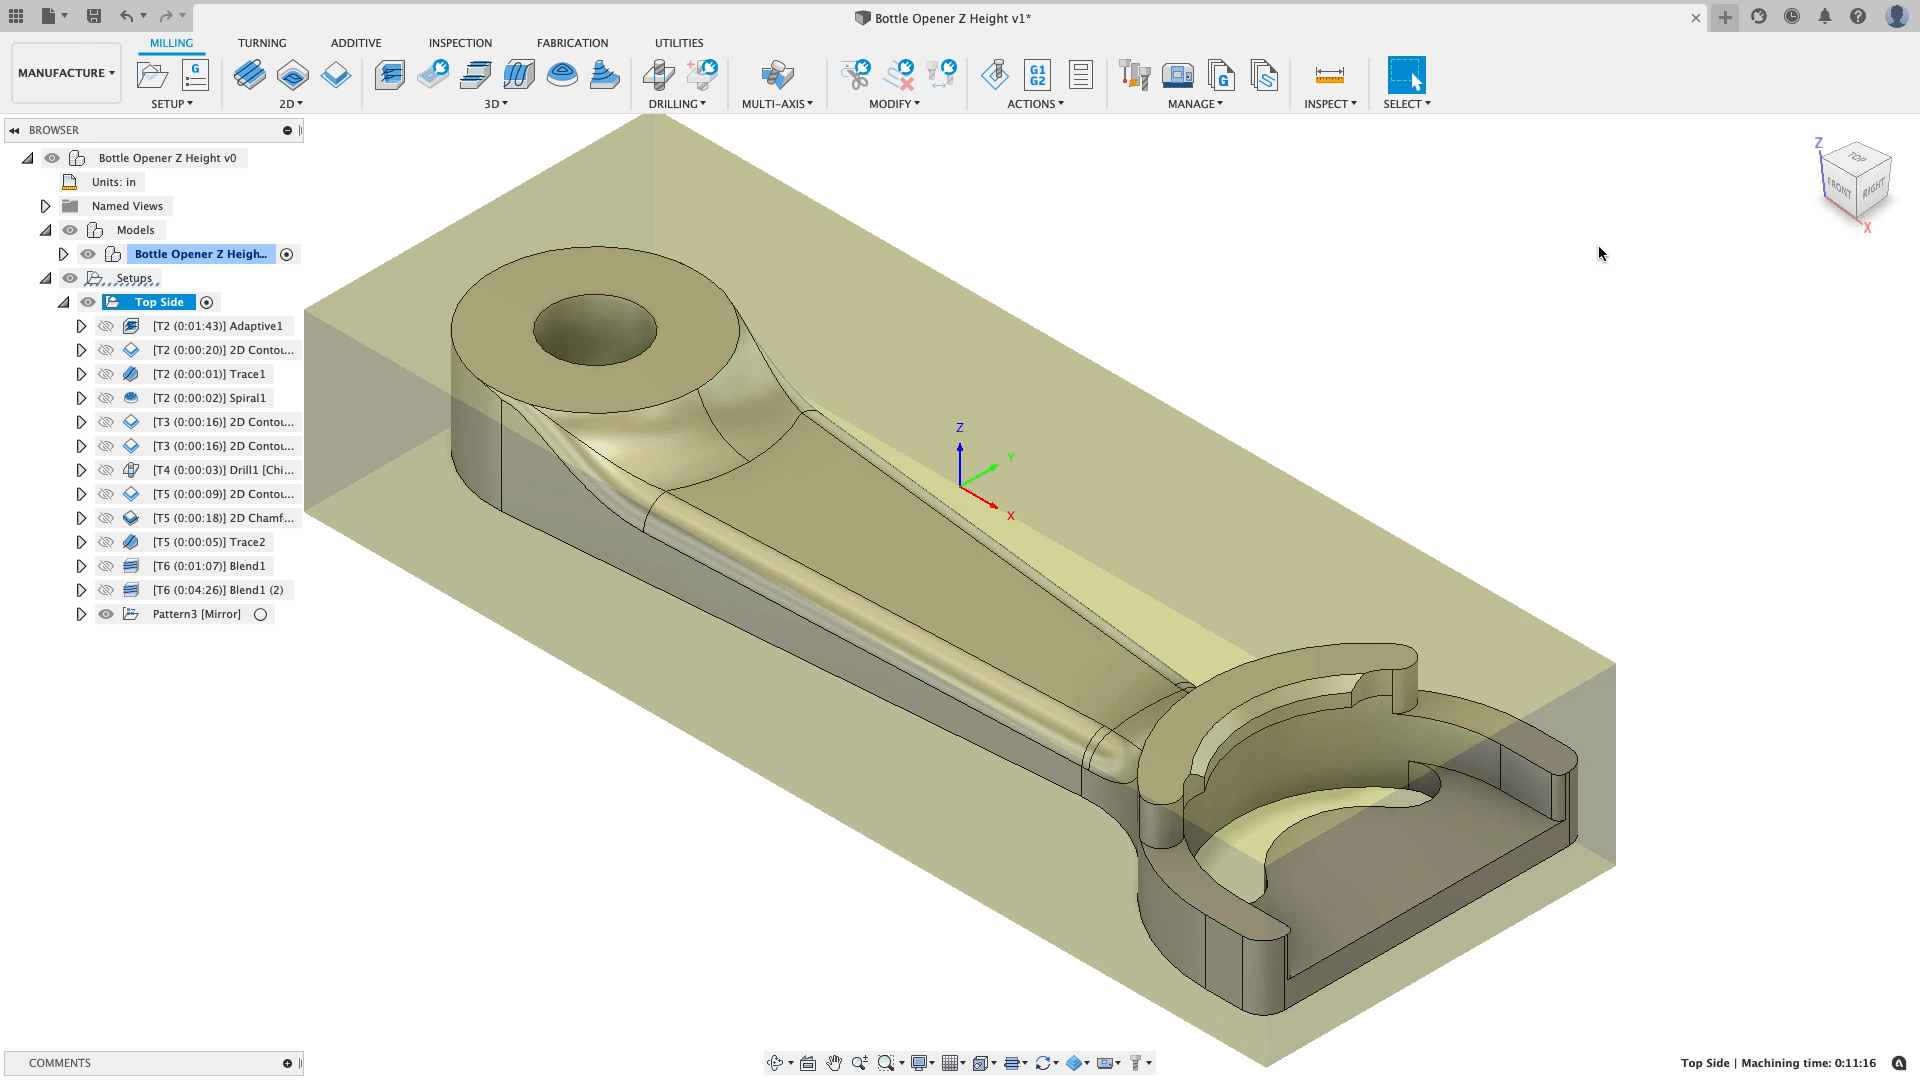 Bottle Opener Z Height v1*
MILLING TURNING ADDITIVE INSPECTION FABRICATION UTILITIES
MANUFACTURE
G
G1
G2
G
SETUP 2D 3D DRILLING MULTI-AXIS MODIFY ACTIONS MANAGE INSPECT SELECT
BROWSER
Bottle Opener Z Height v0
Units: in
Named Views
Models
Bottle Opener Z Heigh...
Setups
Top Side
[T2 (0:01:43)] Adaptive1
[T2 (0:00:20)] 2D Contou...
[T2 (0:00:01)] Trace1
[T2 (0:00:02)] Spiral1
[T3 (0:00:16)] 2D Contou...
[T3 (0:00:16)] 2D Contou...
[T4 (0:00:03)] Drill1 [Chi...
[T5 (0:00:09)] 2D Contou...
[T5 (0:00:18)] 2D Chamf...
[T5 (0:00:05)] Trace2
[T6 (0:01:07)] Blend1
[T6 (0:04:26)] Blend1 (2)
Pattern3 [Mirror]
Z
TOP
FRONT
RIGHT
X
Z
Y
X
COMMENTS
Top Side | Machining time: 0:11:16